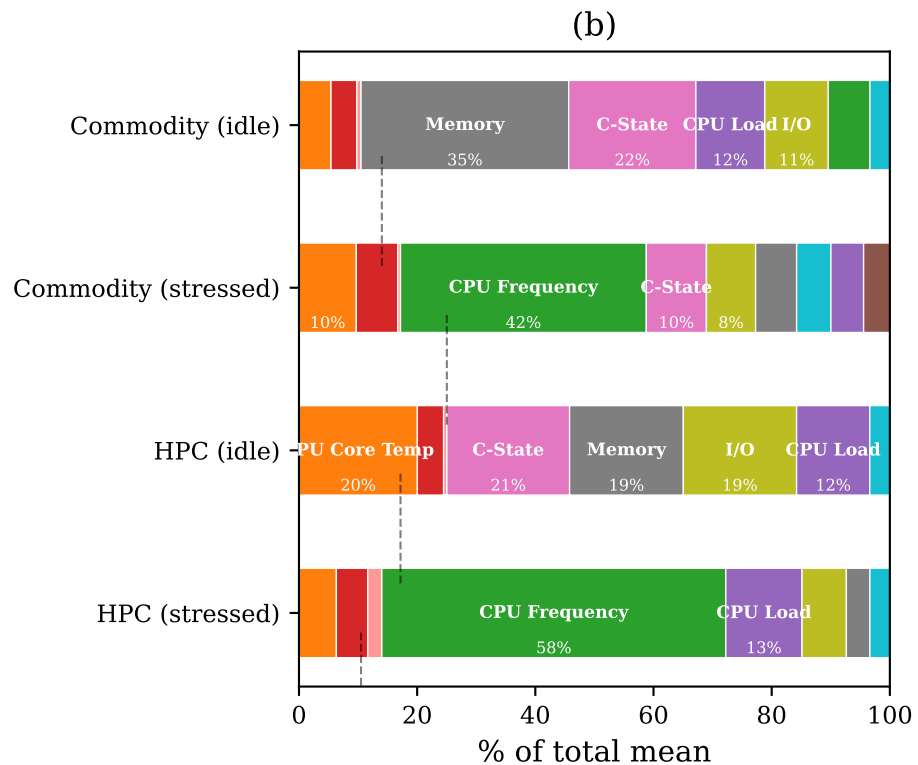 (b)
Commodity (idle)
Memory
C-State
CPU Load
I/O
35%
22%
12%
11%
Commodity (stressed)
CPU Frequency
C-State
10%
42%
10%
8%
HPC (idle)
PU Core Temp
C-State
Memory
I/O
CPU Load
20%
21%
19%
19%
12%
HPC (stressed)
CPU Frequency
CPU Load
58%
13%
0
20
40
60
80
100
% of total mean